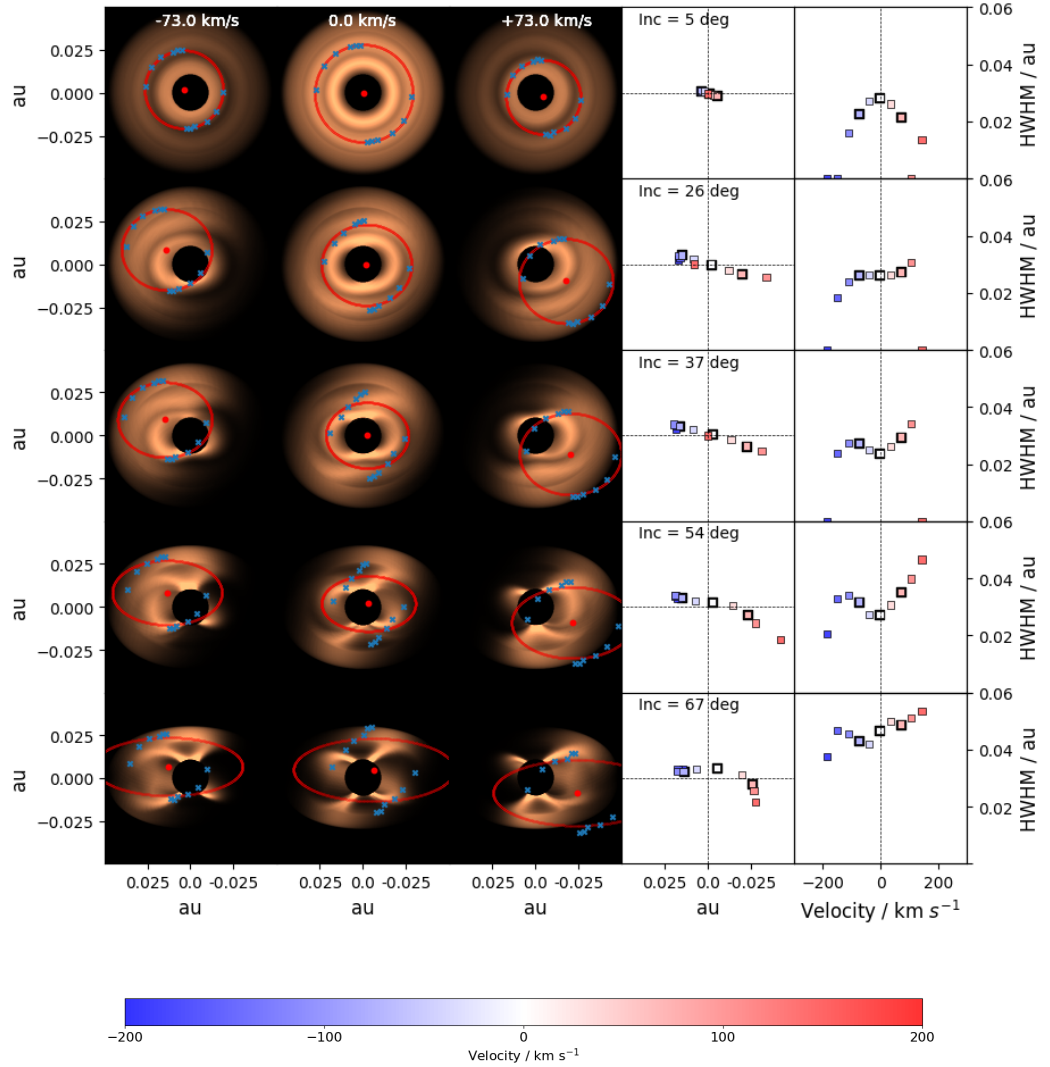 -73.0 km/s 0.0 km/s +73.0 km/s
Inc = 5 deg
0.06
0.025
0.000
−0.025
au
0.04
0.02
HWHM / au
Inc = 26 deg
0.06
0.025
0.000
−0.025
au
0.04
0.02
HWHM / au
Inc = 37 deg
0.06
0.025
0.000
−0.025
au
0.04
0.02
HWHM / au
Inc = 54 deg
0.06
0.025
0.000
−0.025
au
0.04
0.02
HWHM / au
Inc = 67 deg
0.06
0.025
0.000
−0.025
au
0.04
0.02
HWHM / au
0.025 0.0 -0.025 0.025 0.0 -0.025 0.025 0.0 -0.025 0.025 0.0 -0.025 −200 0 200
au au au au Velocity / km s⁻¹
−200 −100 0 100 200
Velocity / km s⁻¹